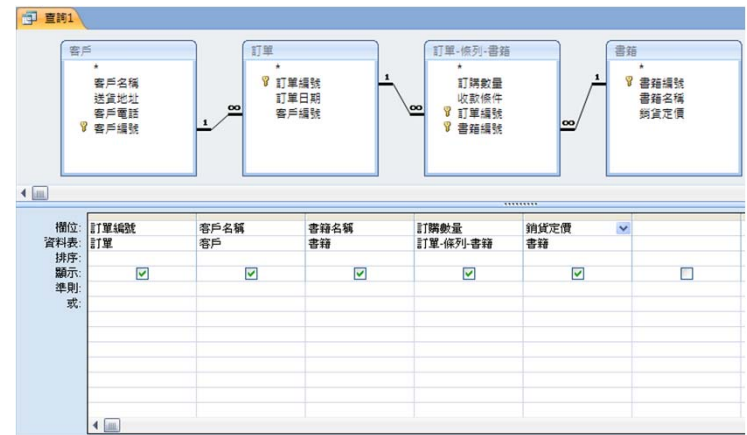 查詢1
客戶
*
客戶名稱
送貨地址
客戶電話
客戶編號
訂單
*
訂單編號
訂單日期
客戶編號
訂單-條列-書籍
*
訂購數量
收款條件
訂單編號
書籍編號
書籍
*
書籍編號
書籍名稱
銷貨定價
1 ∞
1 ∞
1 ∞
欄位: 訂單編號 客戶名稱 書籍名稱 訂購數量 銷貨定價
資料表: 訂單 客戶 書籍 訂單-條列-書籍 書籍
排序:
顯示:
準則:
或: